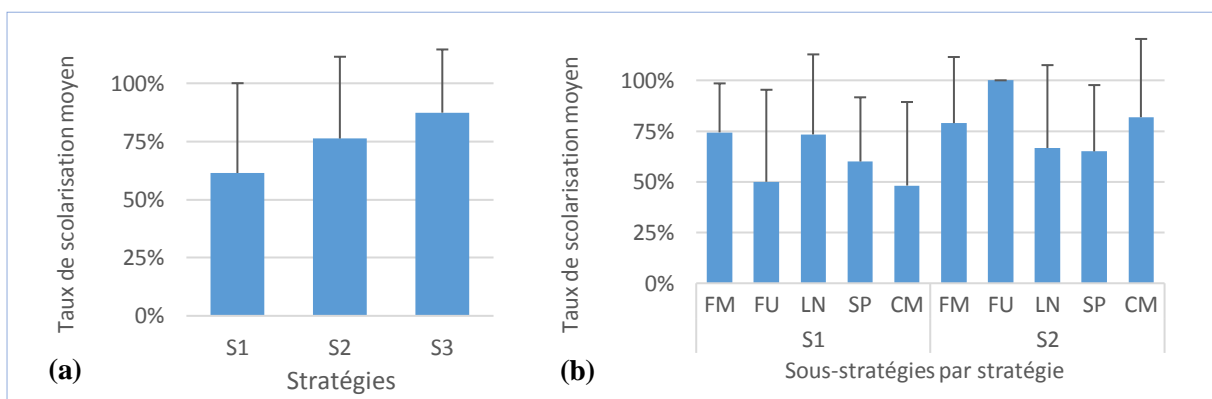 Taux de scolarisation moyen
100%
75%
50%
25%
0%
S1 S2 S3
Stratégies
(a)
Taux de scolarisation moyen
100%
75%
50%
25%
0%
FM FU LN SP CM FM FU LN SP CM
S1 S2
Sous-stratégies par stratégie
(b)